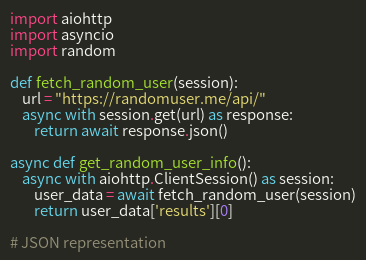 import aiohttp
import asyncio
import random

def fetch_random_user(session):
    url = "https://randomuser.me/api/"
    async with session.get(url) as response:
        return await response.json()

async def get_random_user_info():
    async with aiohttp.ClientSession() as session:
        user_data = await fetch_random_user(session)
        return user_data['results'][0]

# JSON representation